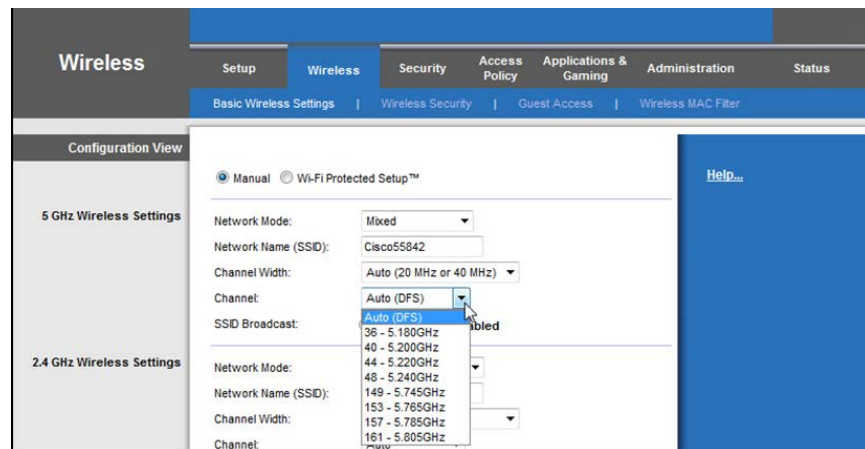 Wireless
Setup Wireless Security Access Policy Applications & Gaming Administration Status
Basic Wireless Settings | Wireless Security | Guest Access | Wireless MAC Filter
Configuration View
Manual Wi-Fi Protected Setup™
Help...
5 GHz Wireless Settings
Network Mode: Mixed
Network Name (SSID): Cisco55842
Channel Width: Auto (20 MHz or 40 MHz)
Channel: Auto (DFS)
SSID Broadcast:
Auto (DFS)
36 - 5.180GHz
40 - 5.200GHz
44 - 5.220GHz
48 - 5.240GHz
149 - 5.745GHz
153 - 5.765GHz
157 - 5.785GHz
161 - 5.805GHz
2.4 GHz Wireless Settings
Network Mode:
Network Name (SSID):
Channel Width:
Channel: